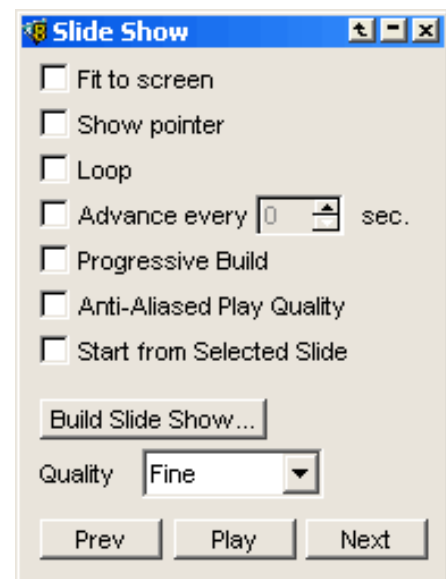 Slide Show
Fit to screen
Show pointer
Loop
Advance every 0 sec.
Progressive Build
Anti-Aliased Play Quality
Start from Selected Slide
Build Slide Show...
Quality Fine
Prev Play Next